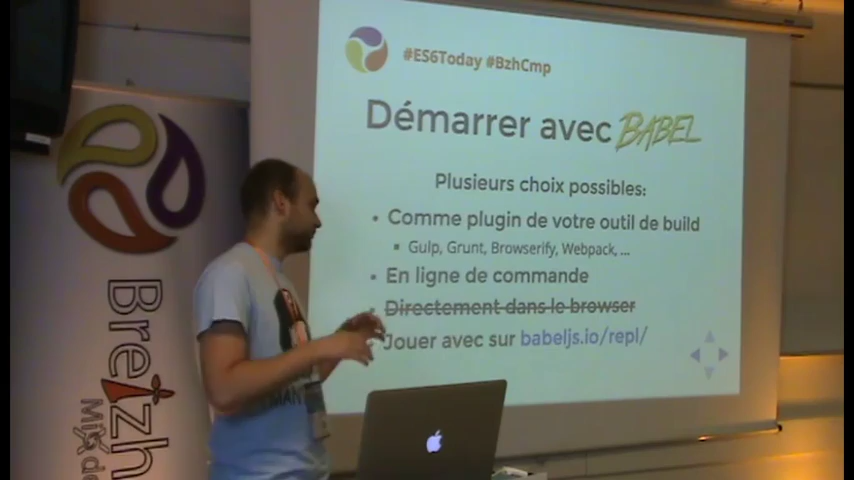 #ES6Today #BzhCmp
Démarrer avec BABEL
Plusieurs choix possibles:
Comme plugin de votre outil de build
Gulp, Grunt, Browserify, Webpack, ...
En ligne de commande
Directement dans le browser
Jouer avec sur babeljs.io/repl/
Breizh
MAN